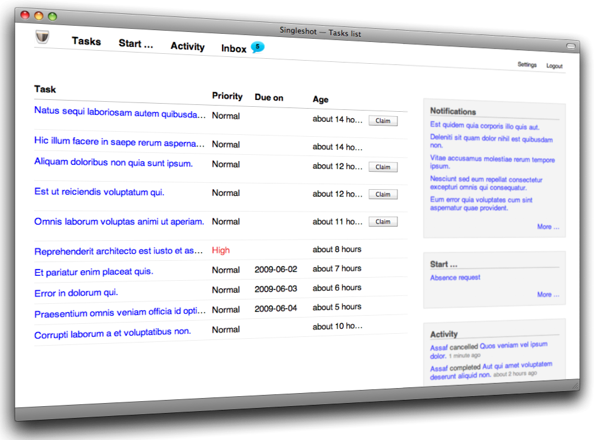 Singleshot — Tasks list
Tasks Start ... Activity Inbox 5
Settings Logout
Task Priority Due on Age
Natus sequi laboriosam autem quibusda... Normal about 14 ho... Claim
Hic illum facere in saepe rerum asperna... Normal about 14 ho...
Aliquam doloribus non quia sunt ipsum. Normal about 12 ho... Claim
Est ut reiciendis voluptatum qui. Normal about 12 ho... Claim
Omnis laborum voluptas animi ut aperiam. Normal about 11 ho... Claim
Reprehenderit architecto est iusto et as... High about 8 hours
Et pariatur enim placeat quis. Normal 2009-06-02 about 7 hours
Error in dolorum qui. Normal 2009-06-03 about 6 hours
Praesentium omnis veniam officia id opti... Normal 2009-06-04 about 5 hours
Corrupti laborum a et voluptatibus non. Normal about 10 ho...
Notifications
Est quidem quia corporis illo quis aut.
Deleniti sit quam dolor nihil est quibusdam
non.
Vitae accusamus molestiae rerum tempore
ipsum.
Nesciunt sed eum repellat consectetur
excepturi omnis qui consequatur.
Eum error quia voluptates cum sint
aspernatur quae provident.
More ...
Start ...
Absence request
More ...
Activity
Assaf cancelled Quos veniam vel ipsum
dolor. 1 minute ago
Assaf completed Aut qui amet voluptatem
deserunt aliquid non. about 2 hours ago